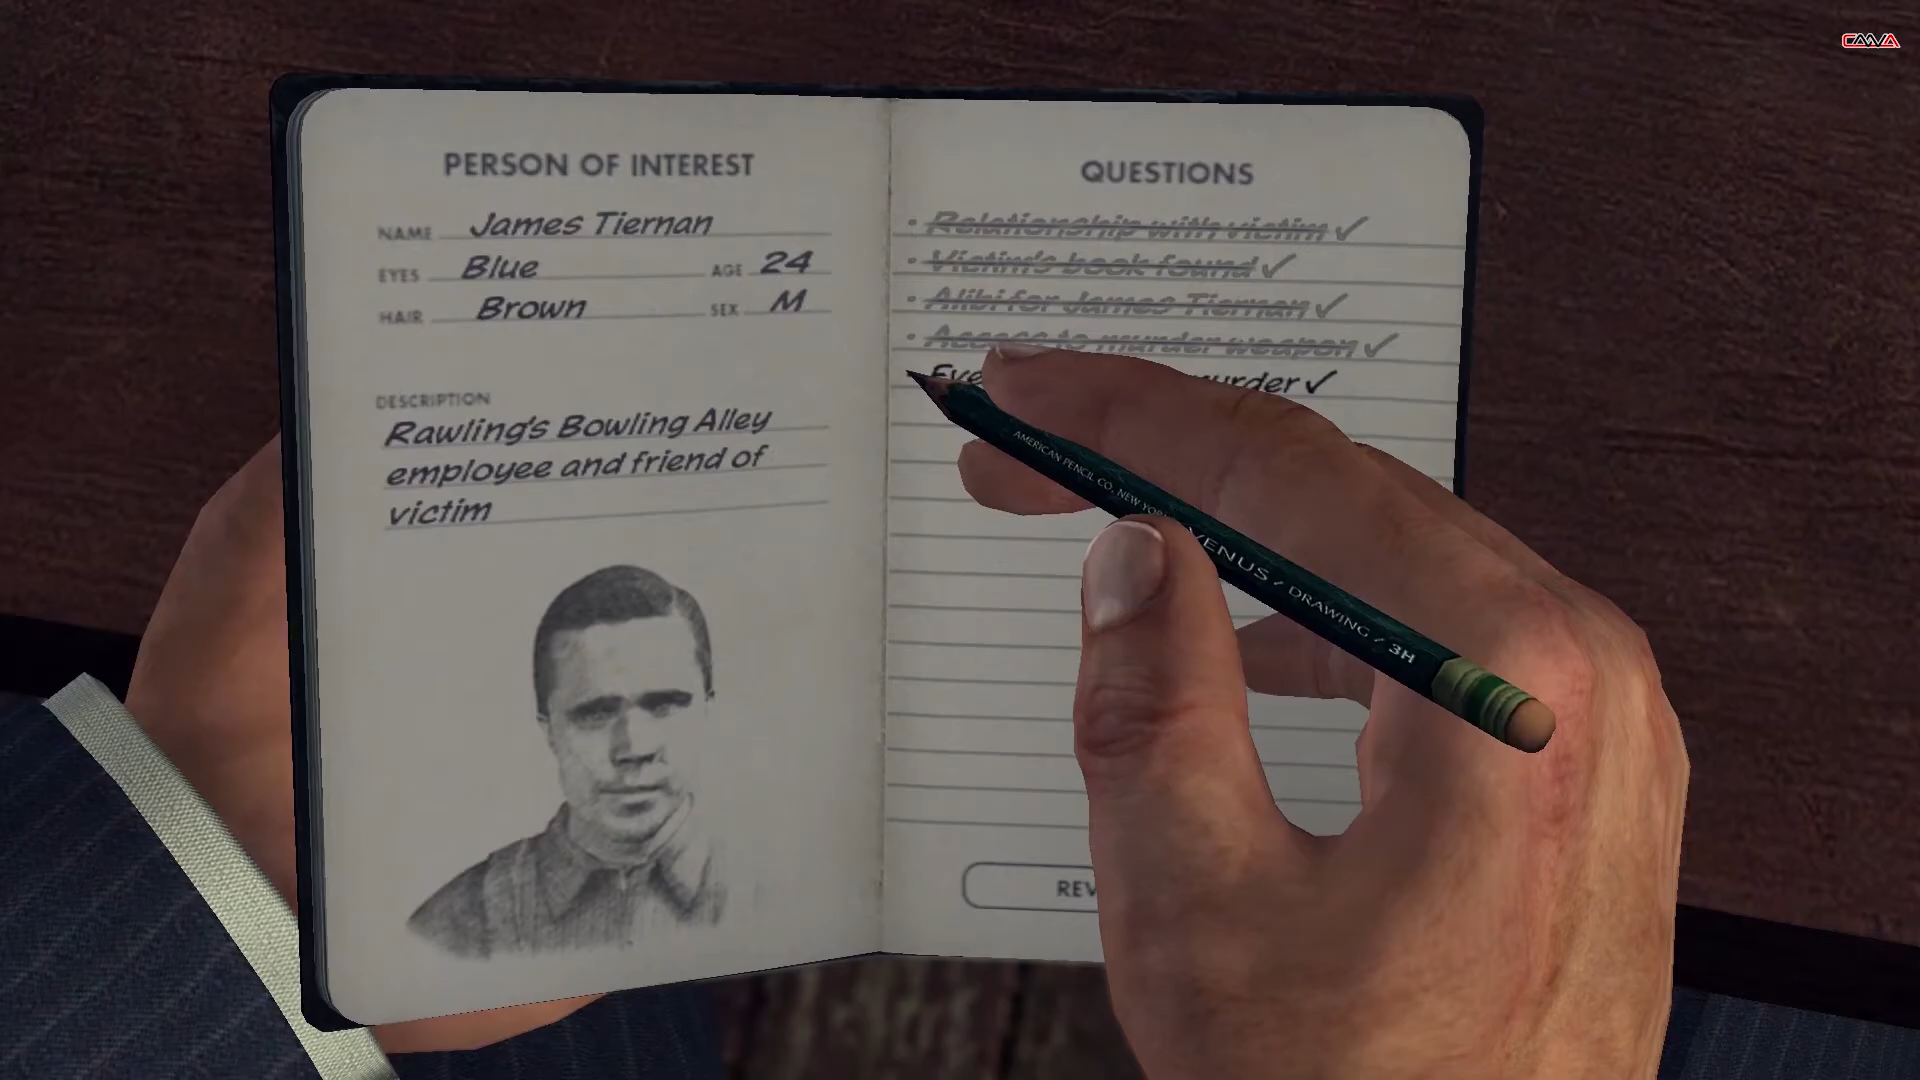 CAWA
PERSON OF INTEREST
NAME James Tiernan
EYES Blue AGE 24
HAIR Brown SEX M
DESCRIPTION
Rawling's Bowling Alley
employee and friend of
victim
QUESTIONS
• Relationship with victim ✓
• Victim's book found ✓
• Alibi for James Tiernan ✓
• Access to murder weapon ✓
✓
AMERICAN PENCIL CO. NEW YORK
VENUS / DRAWING / 3H